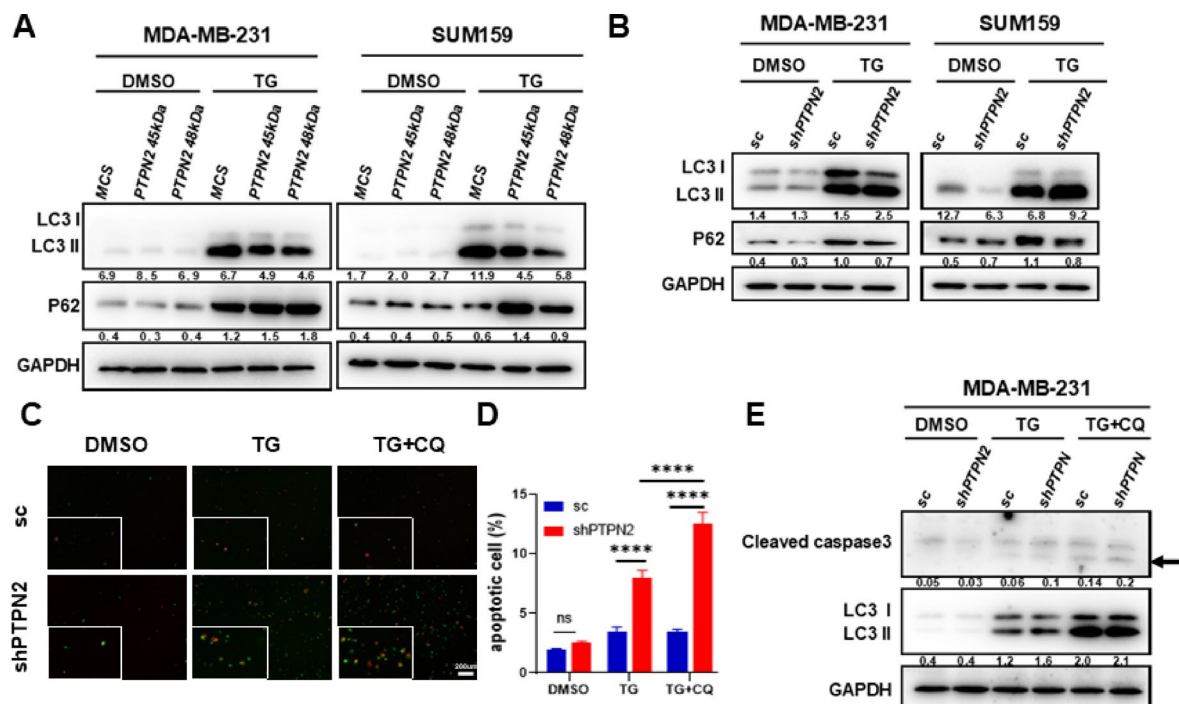 A
MDA-MB-231
SUM159
DMSO
TG
DMSO
TG
MCS
PTPN2 45kDa
PTPN2 48kDa
MCS
PTPN2 45kDa
PTPN2 48kDa
MCS
PTPN2 45kDa
PTPN2 48kDa
MCS
PTPN2 45kDa
PTPN2 48kDa
LC3 I
LC3 II
6.9 8.5 6.9 6.7 4.9 4.6 1.7 2.0 2.7 11.9 4.5 5.8
P62
0.4 0.3 0.4 1.2 1.5 1.8 0.4 0.4 0.5 0.6 1.4 0.9
GAPDH
B
MDA-MB-231
SUM159
DMSO
TG
DMSO
TG
sc
shPTPN2
sc
shPTPN2
sc
shPTPN2
sc
shPTPN2
LC3 I
LC3 II
1.4 1.3 1.5 2.5 12.7 6.3 6.8 9.2
P62
0.4 0.3 1.0 0.7 0.5 0.7 1.1 0.8
GAPDH
C
DMSO
TG
TG+CQ
sc
shPTPN2
200um
D
apoptotic cell (%)
15
10
5
0
sc
shPTPN2
ns
****
****
****
DMSO
TG
TG+CQ
E
MDA-MB-231
DMSO
TG
TG+CQ
sc
shPTPN2
sc
shPTPN
sc
shPTPN
Cleaved caspase3
0.05 0.03 0.06 0.1 0.14 0.2
LC3 I
LC3 II
0.4 0.4 1.2 1.6 2.0 2.1
GAPDH